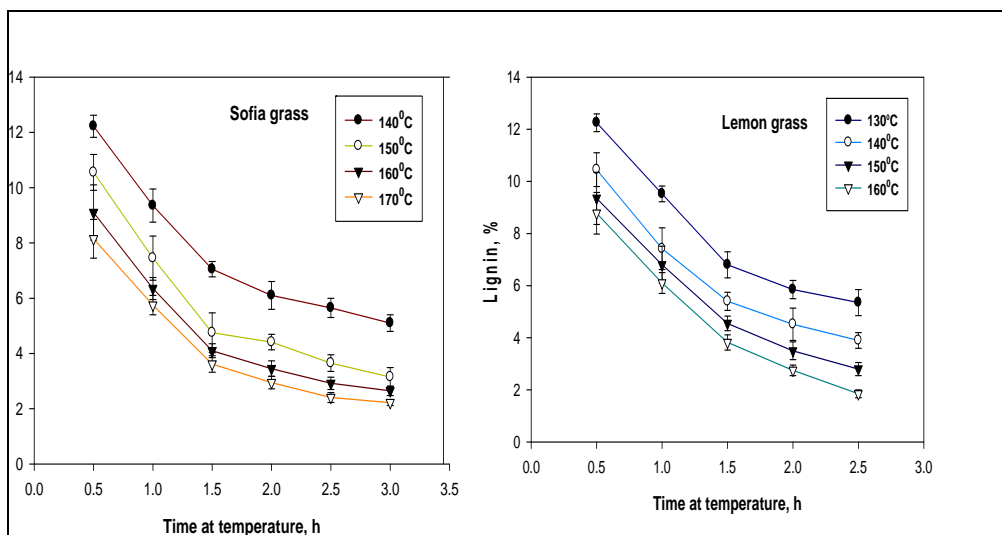 Sofia grass
140⁰C
150⁰C
160⁰C
170⁰C
14
12
10
8
6
4
2
0
0.0 0.5 1.0 1.5 2.0 2.5 3.0 3.5
Time at temperature, h
Lemon grass
130ºC
140⁰C
150⁰C
160⁰C
Lignin, %
14
12
10
8
6
4
2
0
0.0 0.5 1.0 1.5 2.0 2.5 3.0
Time at temperature, h